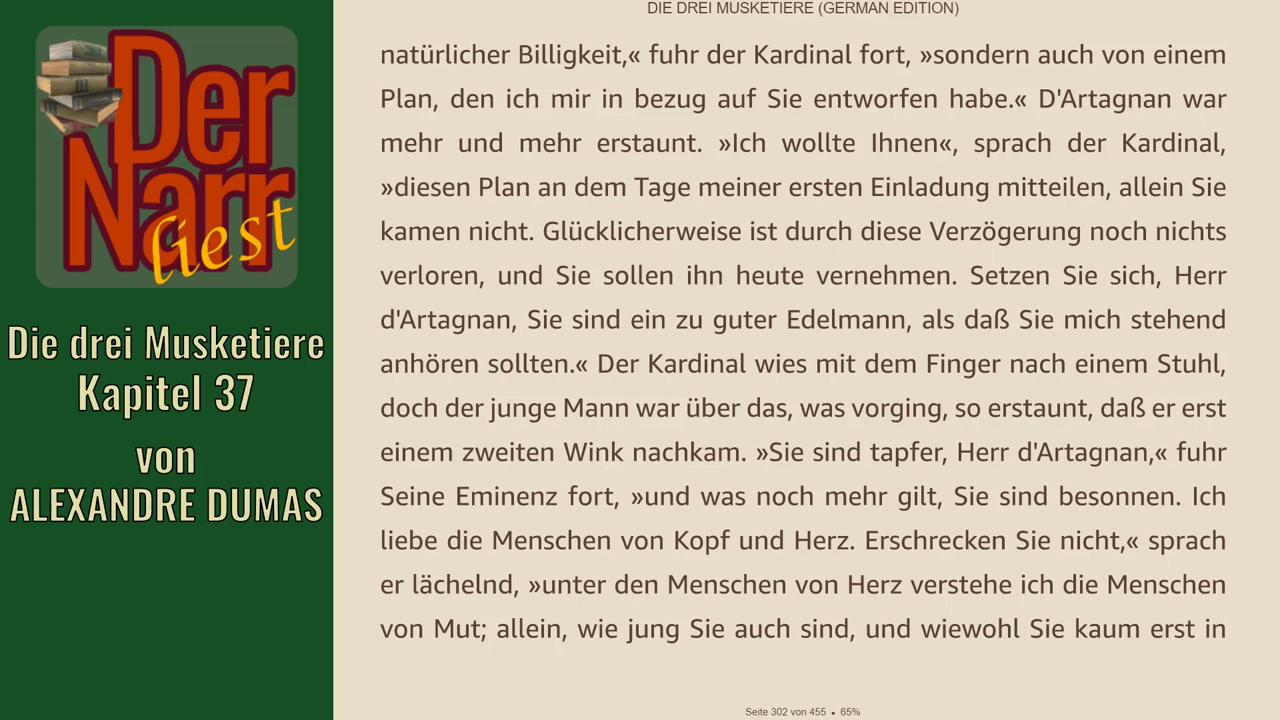 Der
Narr
liest
Die drei Musketiere
Kapitel 37
von
ALEXANDRE DUMAS
DIE DREI MUSKETIERE (GERMAN EDITION)
natürlicher Billigkeit,« fuhr der Kardinal fort, »sondern auch von einem
Plan, den ich mir in bezug auf Sie entworfen habe.« D'Artagnan war
mehr und mehr erstaunt. »Ich wollte Ihnen«, sprach der Kardinal,
»diesen Plan an dem Tage meiner ersten Einladung mitteilen, allein Sie
kamen nicht. Glücklicherweise ist durch diese Verzögerung noch nichts
verloren, und Sie sollen ihn heute vernehmen. Setzen Sie sich, Herr
d'Artagnan, Sie sind ein zu guter Edelmann, als daß Sie mich stehend
anhören sollten.« Der Kardinal wies mit dem Finger nach einem Stuhl,
doch der junge Mann war über das, was vorging, so erstaunt, daß er erst
einem zweiten Wink nachkam. »Sie sind tapfer, Herr d'Artagnan,« fuhr
Seine Eminenz fort, »und was noch mehr gilt, Sie sind besonnen. Ich
liebe die Menschen von Kopf und Herz. Erschrecken Sie nicht,« sprach
er lächelnd, »unter den Menschen von Herz verstehe ich die Menschen
von Mut; allein, wie jung Sie auch sind, und wiewohl Sie kaum erst in
Seite 302 von 455 • 65%